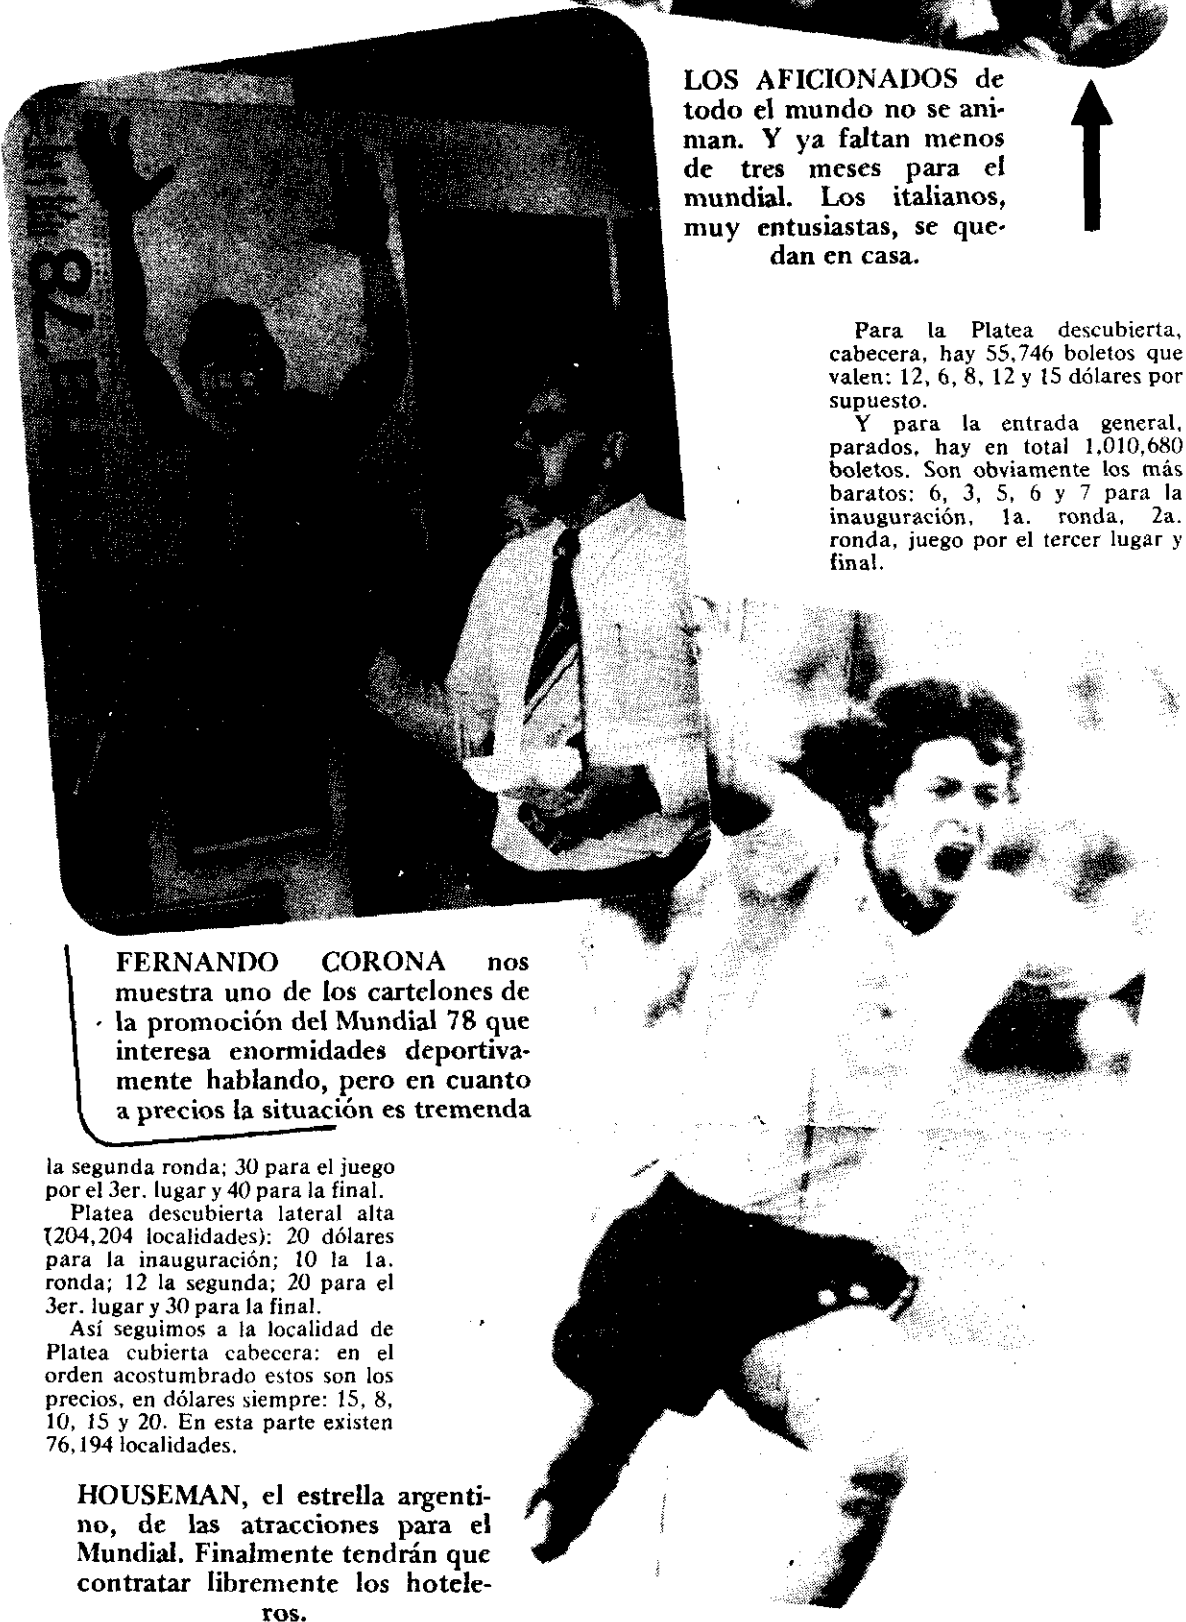 LOS AFICIONADOS de
todo el mundo no se ani-
man. Y ya faltan menos
de tres meses para el
mundial. Los italianos,
muy entusiastas, se que-
dan en casa.
Para la Platea descubierta,
cabecera, hay 55,746 boletos que
valen: 12, 6, 8, 12 y 15 dólares por
supuesto.
Y para la entrada general,
parados, hay en total 1,010,680
boletos. Son obviamente los más
baratos: 6, 3, 5, 6 y 7 para la
inauguración, 1a. ronda, 2a.
ronda, juego por el tercer lugar y
final.
78
FERNANDO CORONA nos
muestra uno de los cartelones de
la promoción del Mundial 78 que
interesa enormidades deportiva-
mente hablando, pero en cuanto
a precios la situación es tremenda
la segunda ronda; 30 para el juego
por el 3er. lugar y 40 para la final.
Platea descubierta lateral alta
(204,204 localidades): 20 dólares
para la inauguración; 10 la 1a.
ronda; 12 la segunda; 20 para el
3er. lugar y 30 para la final.
Así seguimos a la localidad de
Platea cubierta cabecera: en el
orden acostumbrado estos son los
precios, en dólares siempre: 15, 8,
10, 15 y 20. En esta parte existen
76,194 localidades.
HOUSEMAN, el estrella argenti-
no, de las atracciones para el
Mundial. Finalmente tendrán que
contratar libremente los hotele-
ros.